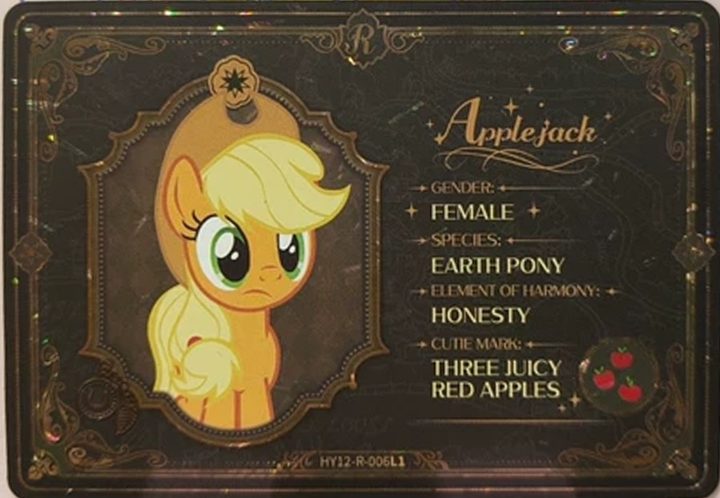 R
Applejack
GENDER:
FEMALE
SPECIES:
EARTH PONY
ELEMENT OF HARMONY:
HONESTY
CUTIE MARK:
THREE JUICY
RED APPLES
HY12-R-006L1